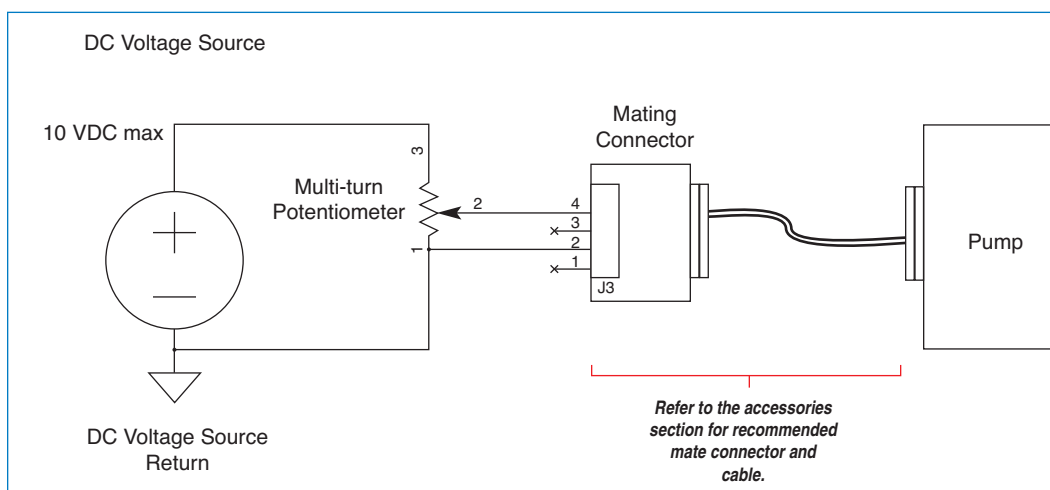 DC Voltage Source
10 VDC max
3
Multi-turn
Potentiometer
2
1
Mating
Connector
4
3
2
1
J3
Pump
DC Voltage Source
Return
Refer to the accessories
section for recommended
mate connector and
cable.